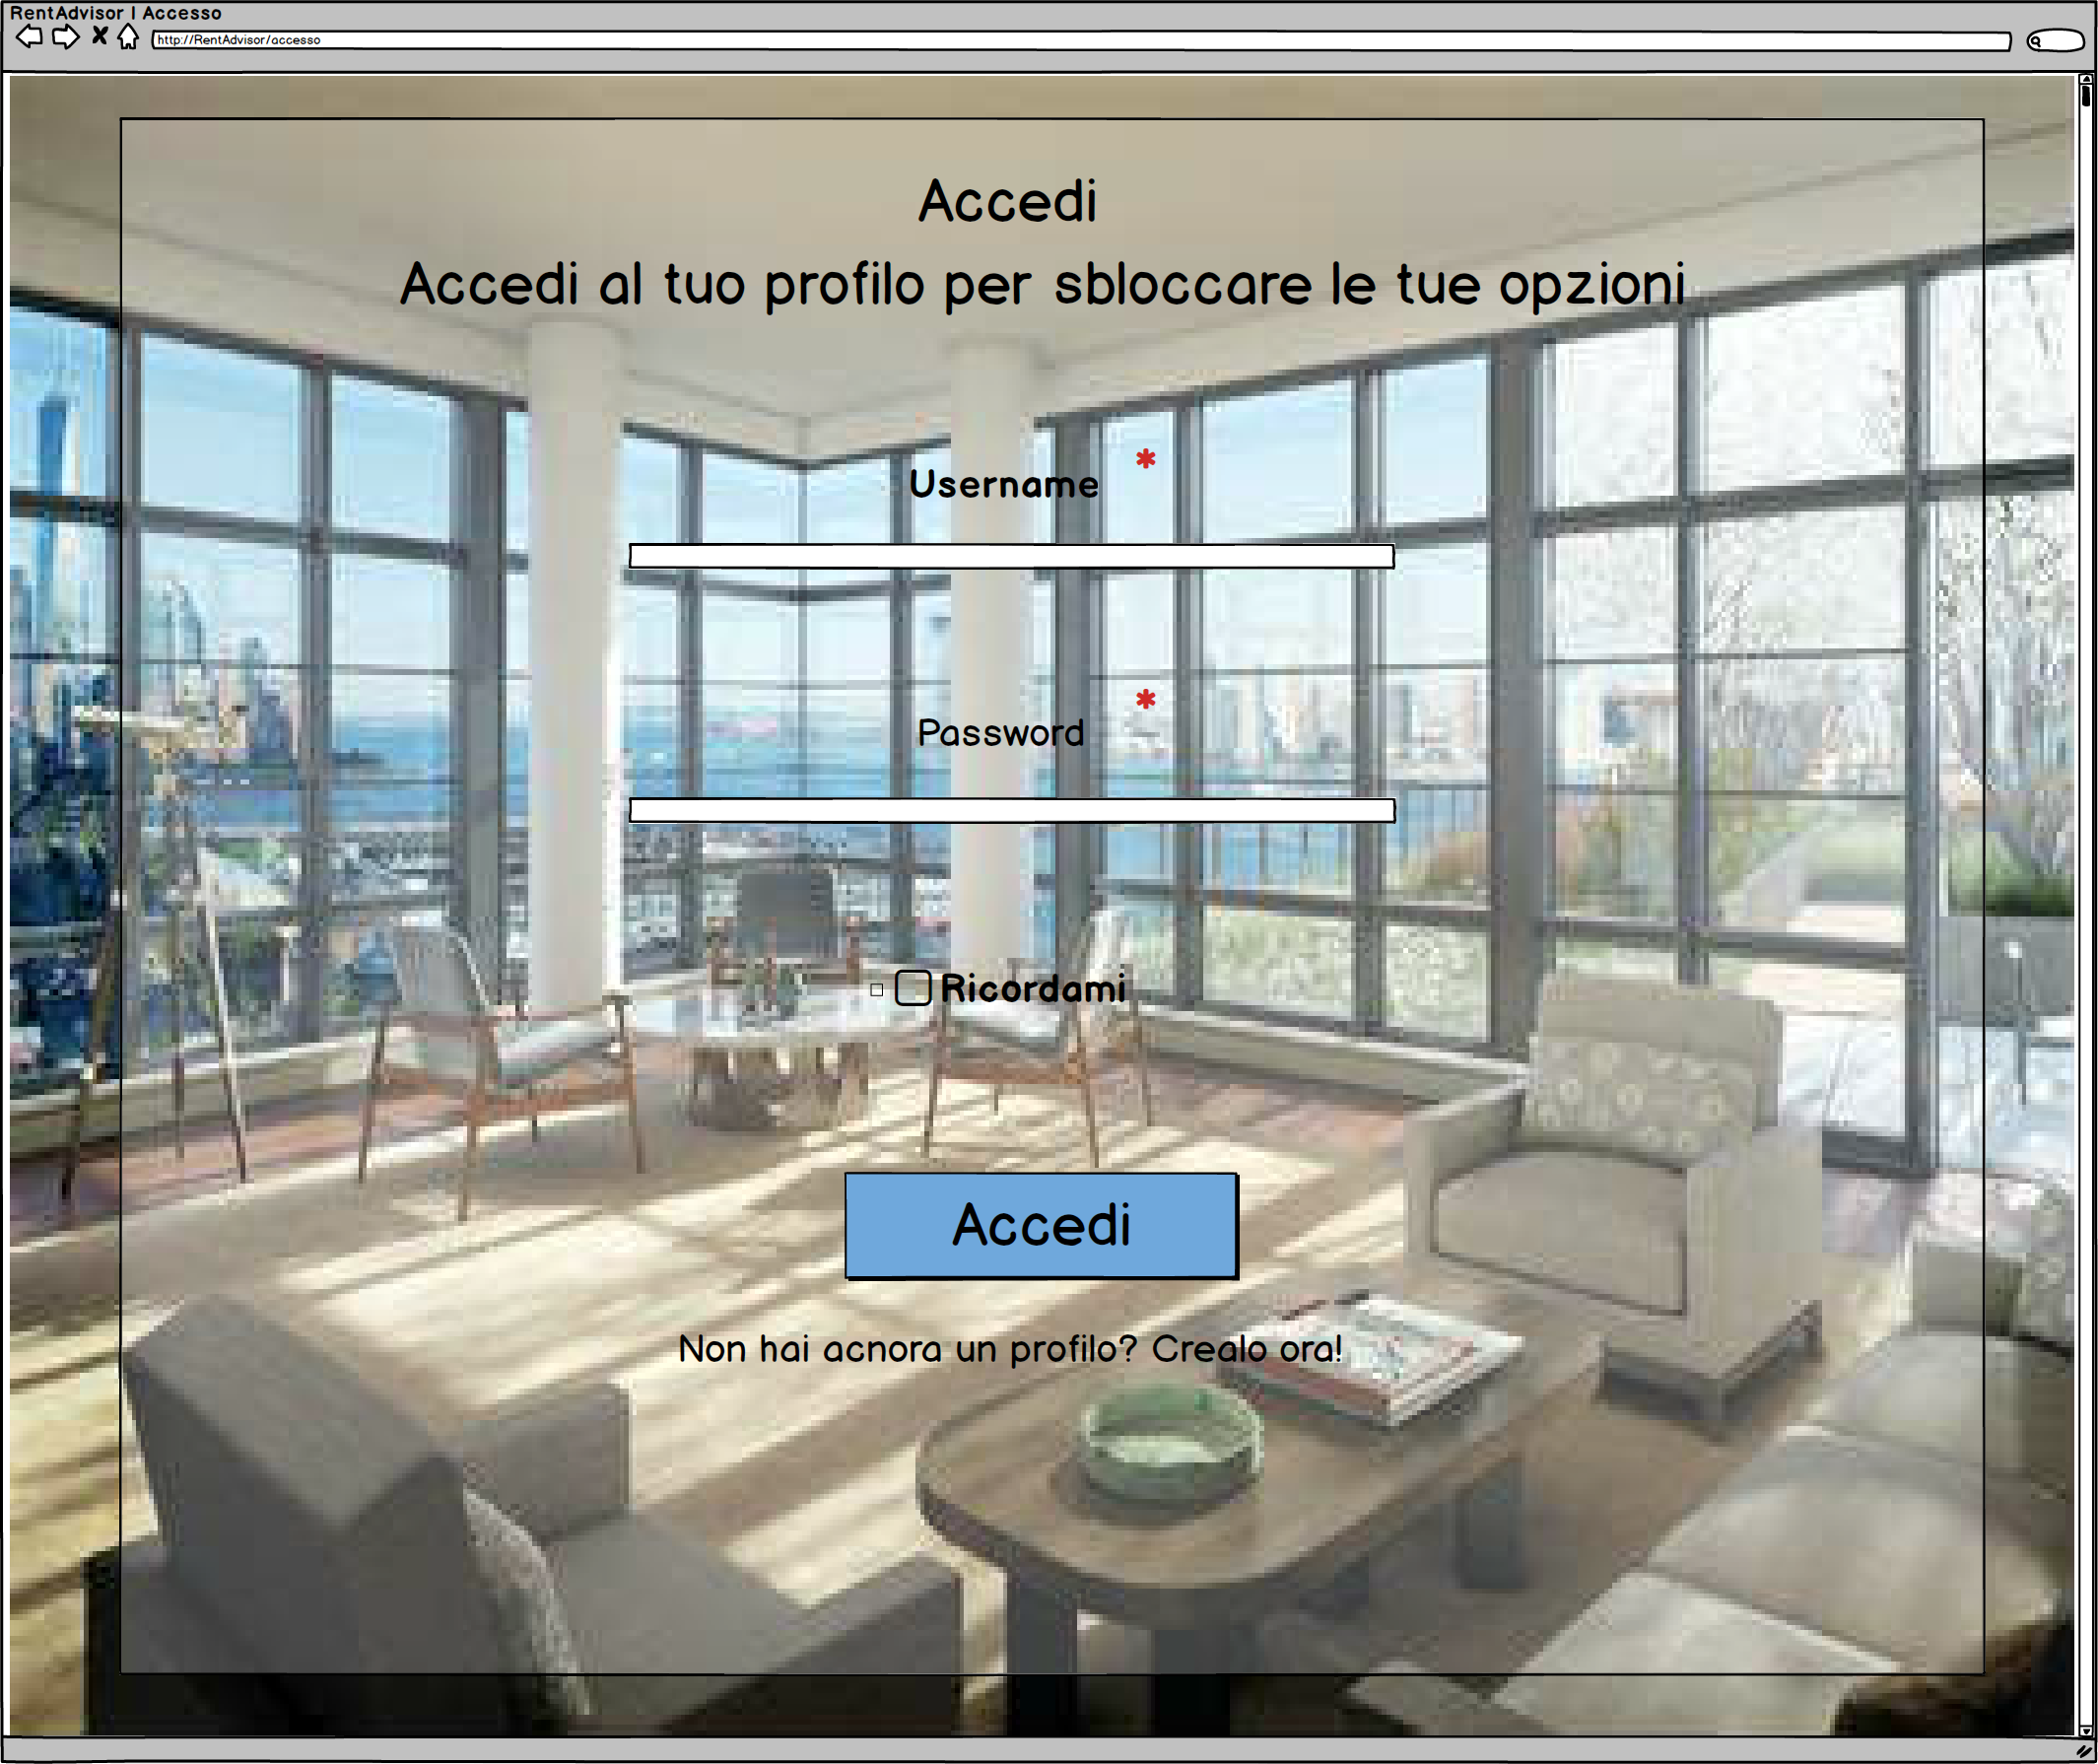 RentAdvisor | Accesso
http://RentAdvisor/accesso
Accedi
Accedi al tuo profilo per sbloccare le tue opzioni
Username *
Password *
Ricordami
Accedi
Non hai acnora un profilo? Crealo ora!